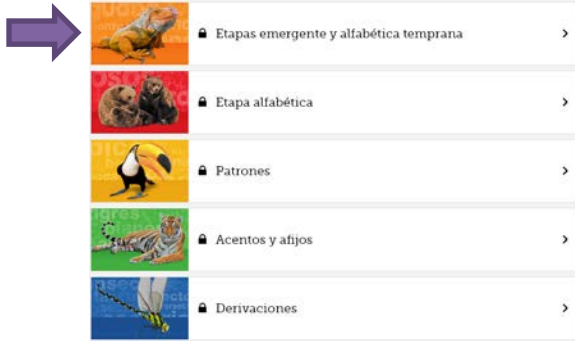 Etapas emergente y alfabética temprana
Etapa alfabética
Patrones
Acentos y afijos
Derivaciones